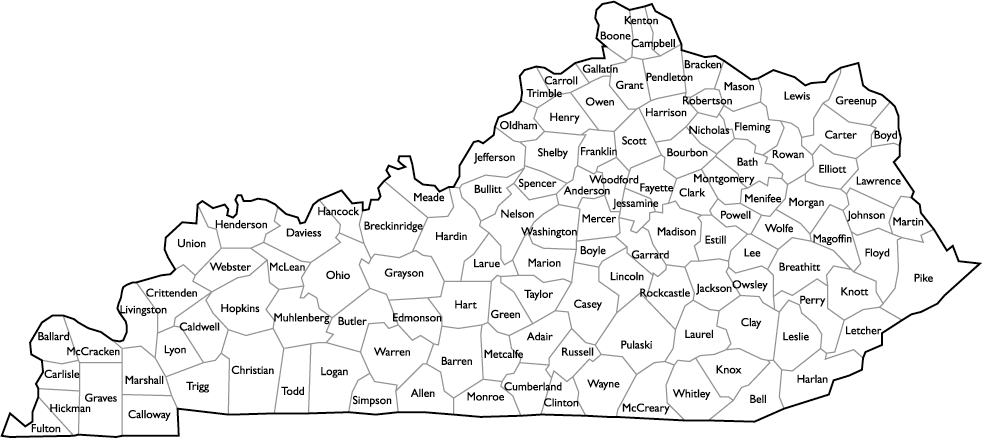 Kenton
Boone
Campbell
Gallatin
Bracken
Carroll
Pendleton
Grant
Mason
Trimble
Owen
Lewis
Robertson
Greenup
Henry
Harrison
Oldham
Nicholas
Fleming
Carter
Boyd
Scott
Jefferson
Shelby
Franklin
Bourbon
Rowan
Bath
Elliott
Spencer
Woodford
Montgomery
Lawrence
Bullitt
Anderson
Fayette
Clark
Meade
Jessamine
Menifee
Morgan
Hancock
Nelson
Mercer
Powell
Johnson
Martin
Henderson
Daviess
Breckinridge
Washington
Madison
Wolfe
Union
Hardin
Estill
Magoffin
Boyle
Garrard
Lee
Floyd
Webster
McLean
Ohio
Grayson
Larue
Marion
Breathitt
Lincoln
Pike
Crittenden
Taylor
Rockcastle
Jackson
Owsley
Knott
Livingston
Hopkins
Hart
Casey
Perry
Muhlenberg
Butler
Edmonson
Green
Caldwell
Clay
Letcher
Ballard
Adair
Laurel
Leslie
McCracken
Lyon
Warren
Metcalfe
Russell
Pulaski
Barren
Carlisle
Marshall
Christian
Logan
Knox
Harlan
Trigg
Cumberland
Wayne
Todd
Allen
Whitley
Graves
Simpson
Monroe
Bell
Hickman
Calloway
Clinton
McCreary
Fulton